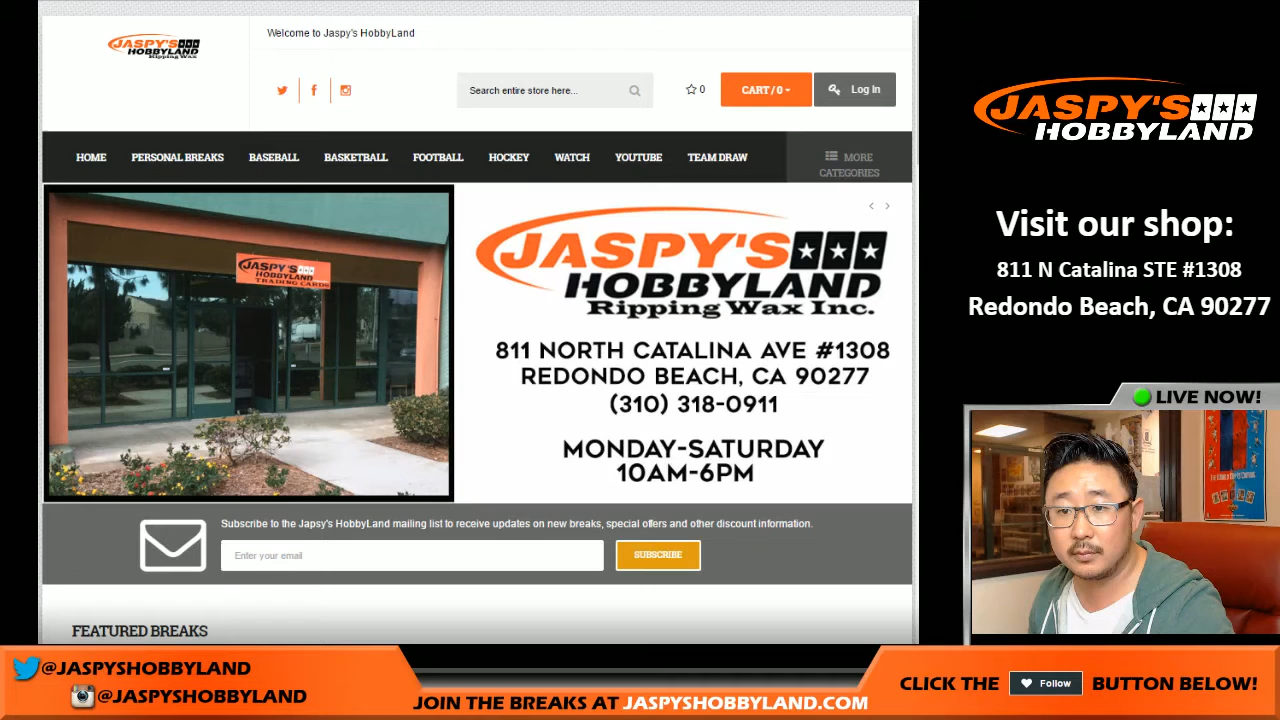 JASPY'S
HOBBYLAND
Ripping Wax
Welcome to Jaspy's HobbyLand
Search entire store here...
0
CART / 0
Log In
HOME
PERSONAL BREAKS
BASEBALL
BASKETBALL
FOOTBALL
HOCKEY
WATCH
YOUTUBE
TEAM DRAW
MORE
CATEGORIES
JASPY'S
HOBBYLAND
TRADING CARDS
JASPY'S
HOBBYLAND
Ripping Wax Inc.
811 NORTH CATALINA AVE #1308
REDONDO BEACH, CA 90277
(310) 318-0911
MONDAY-SATURDAY
10AM-6PM
Subscribe to the Japsy's HobbyLand mailing list to receive updates on new breaks, special offers and other discount information.
Enter your email
SUBSCRIBE
FEATURED BREAKS
JASPY'S
HOBBYLAND
Visit our shop:
811 N Catalina STE #1308
Redondo Beach, CA 90277
LIVE NOW!
@JASPYSHOBBYLAND
@JASPYSHOBBYLAND
JOIN THE BREAKS AT JASPYSHOBBYLAND.COM
CLICK THE Follow BUTTON BELOW!